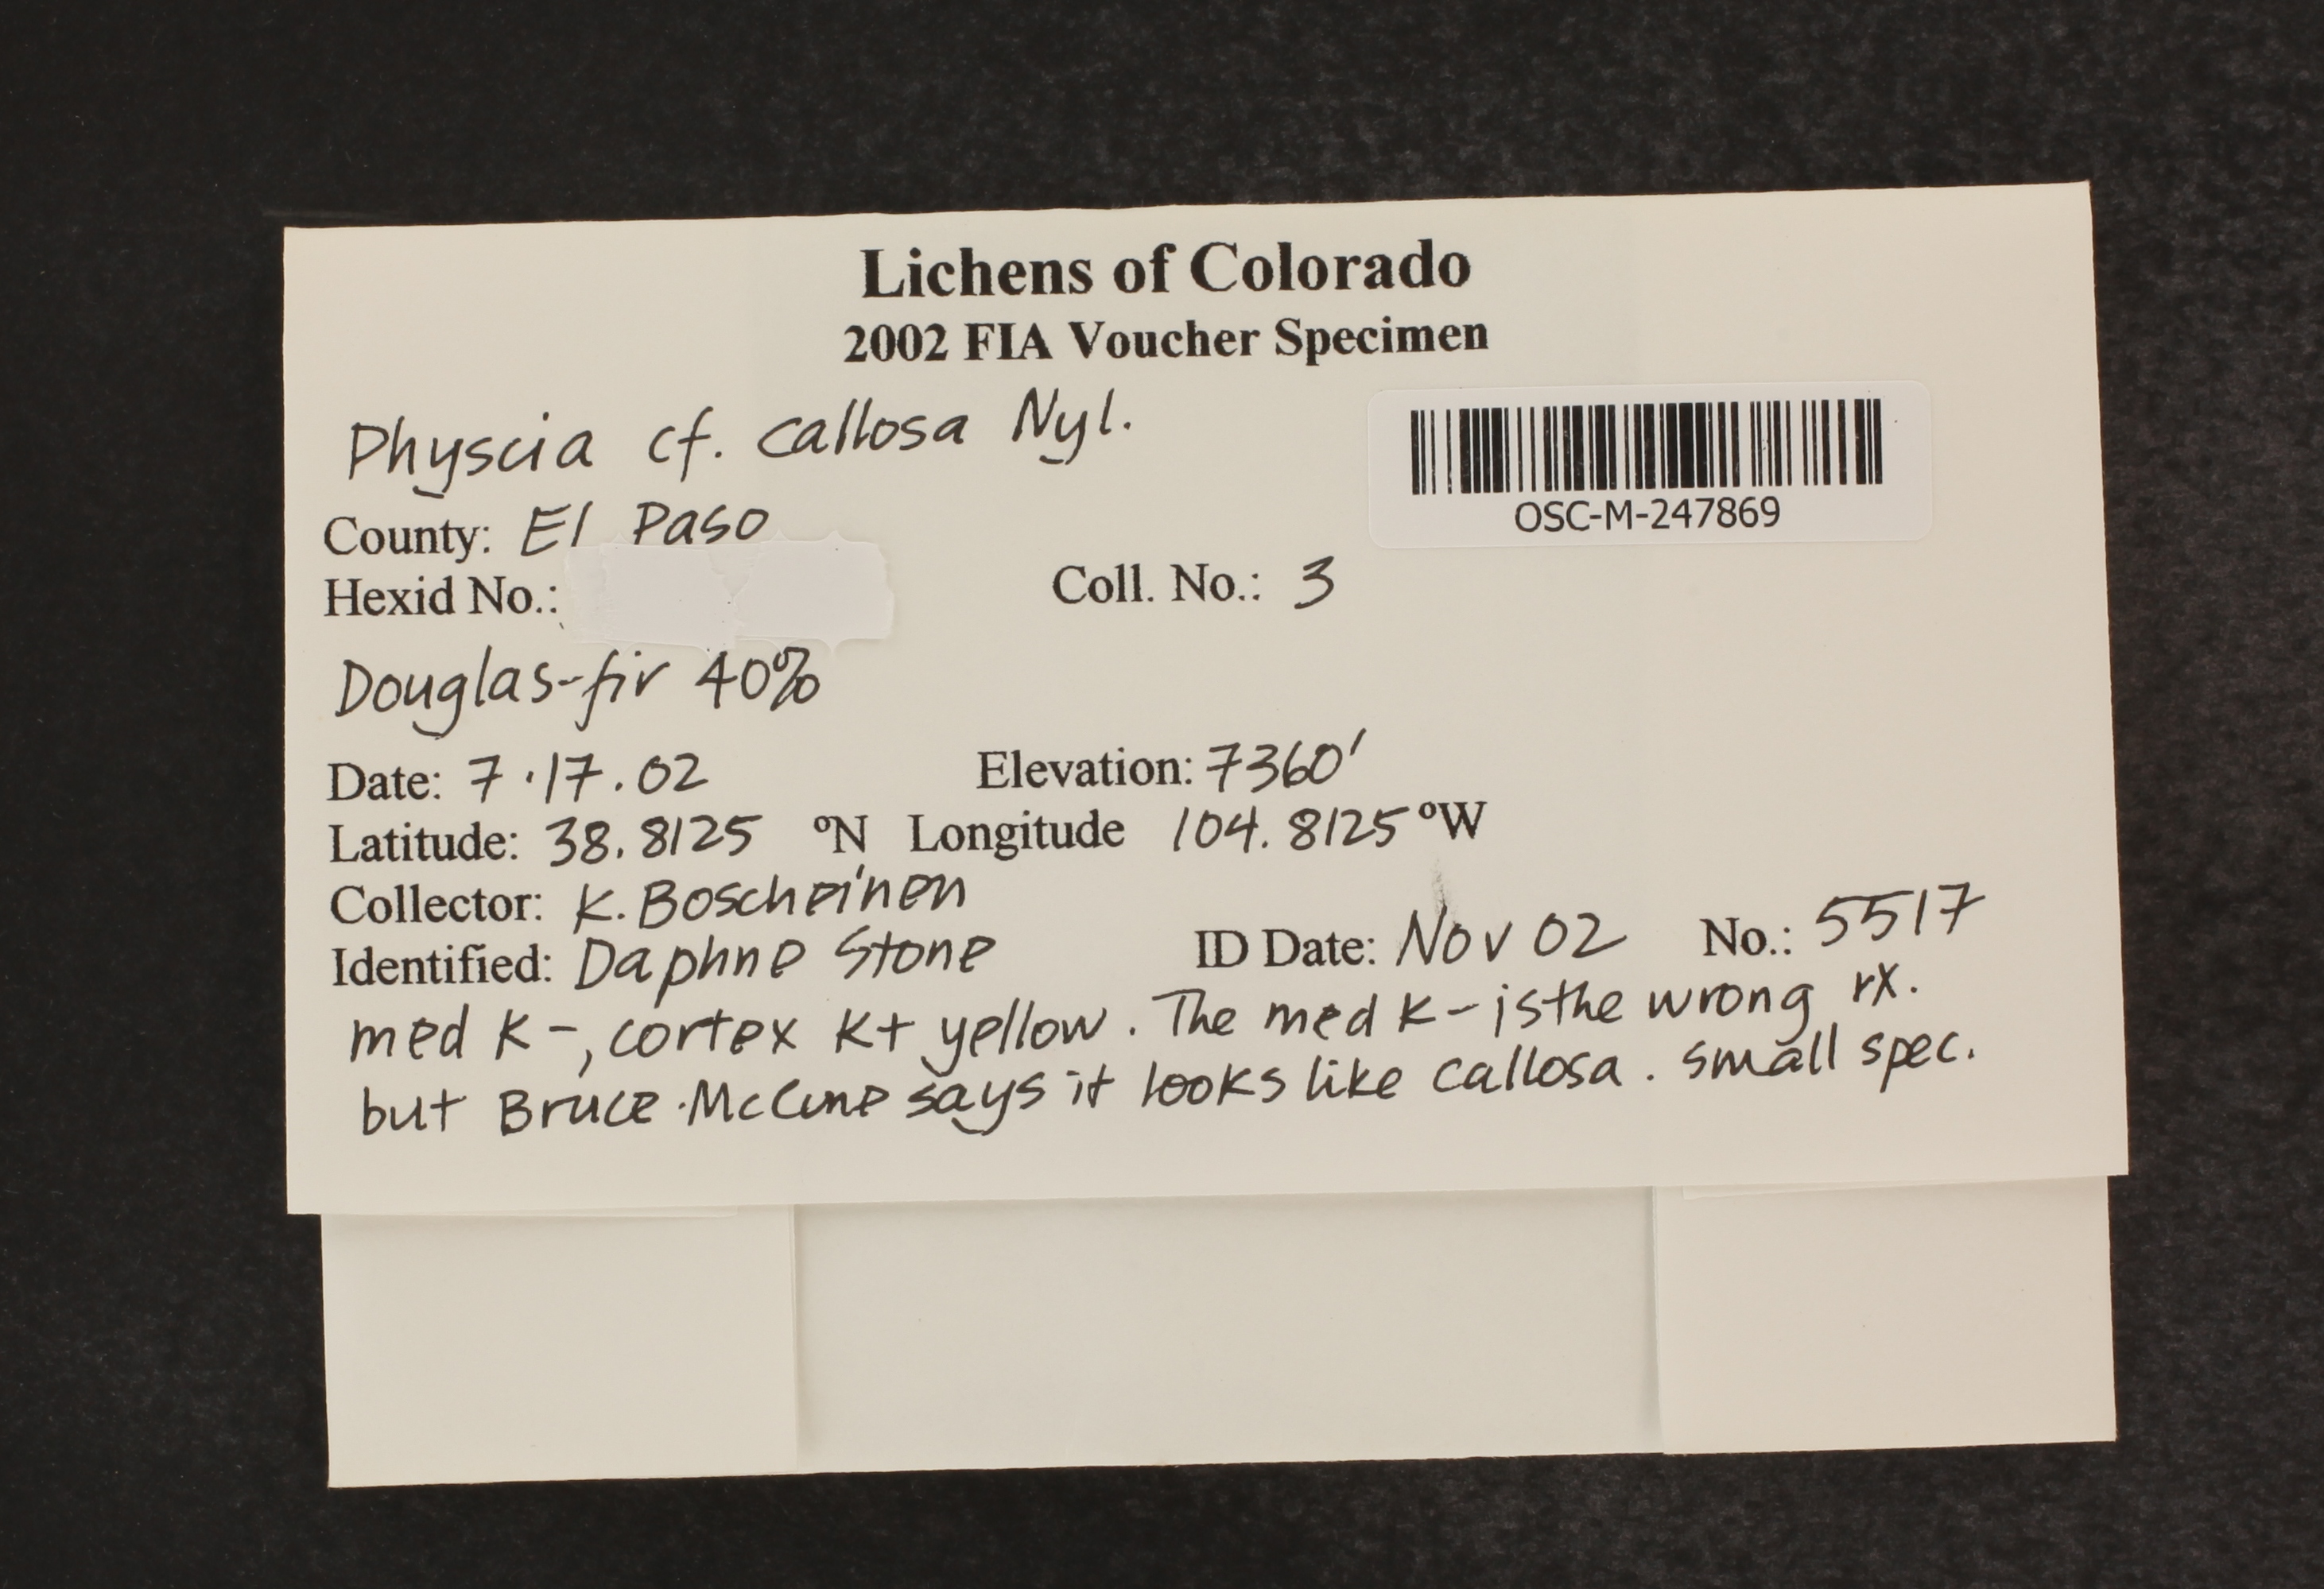 Lichens of Colorado
2002 FIA Voucher Specimen
Physcia cf. callosa Nyl.
OSC-M-247869
County: El Paso
Hexid No.: Coll. No.: 3
Douglas-fir 40%
Date: 7.17.02 Elevation: 7360'
Latitude: 38.8125 ºN Longitude 104.8125 ºW
Collector: K. Boscheinen
Identified: Daphne Stone ID Date: Nov 02 No.: 5517
med K-, cortex K+ yellow. The med K- is the wrong rx.
but Bruce McCune says it looks like callosa. small spec.